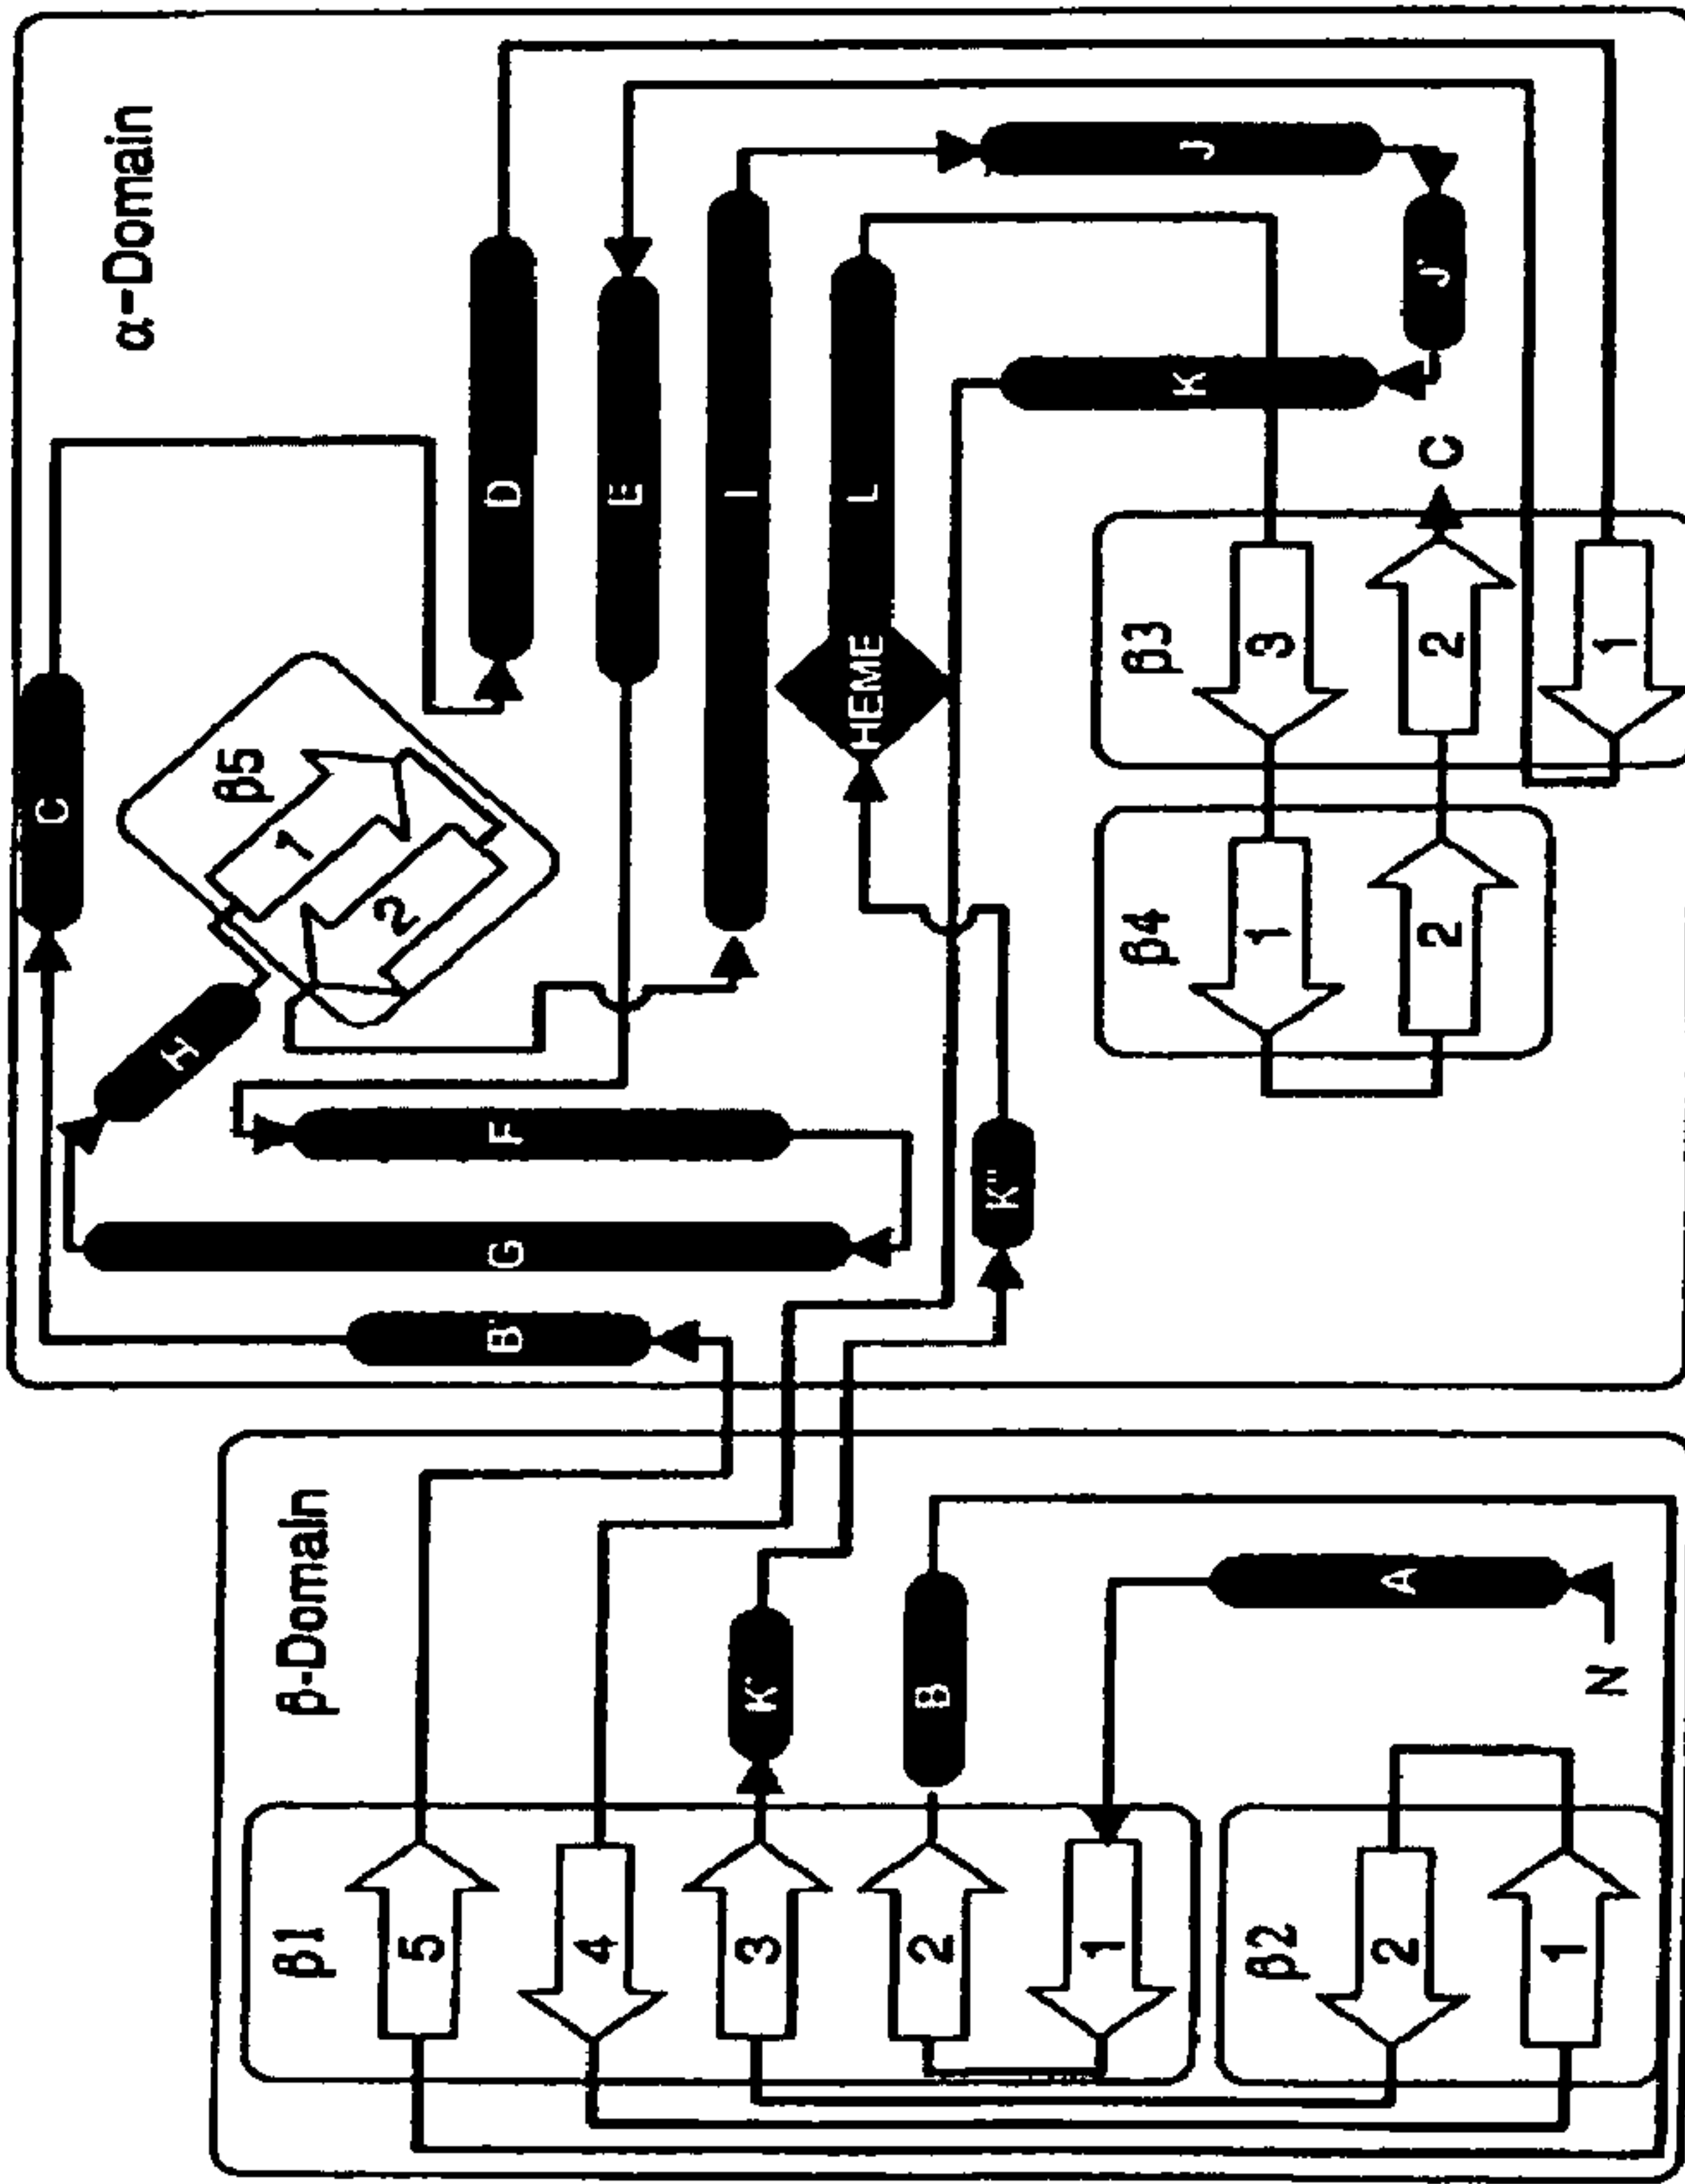 α-Domain
C
β5
1
2
H
D
E
F
G
B'
I
J
L
HEME
J'
K
C
β3
3
2
1
K"
β4
1
2
β-Domain
K'
B
A
N
β1
5
4
3
2
1
β2
2
1